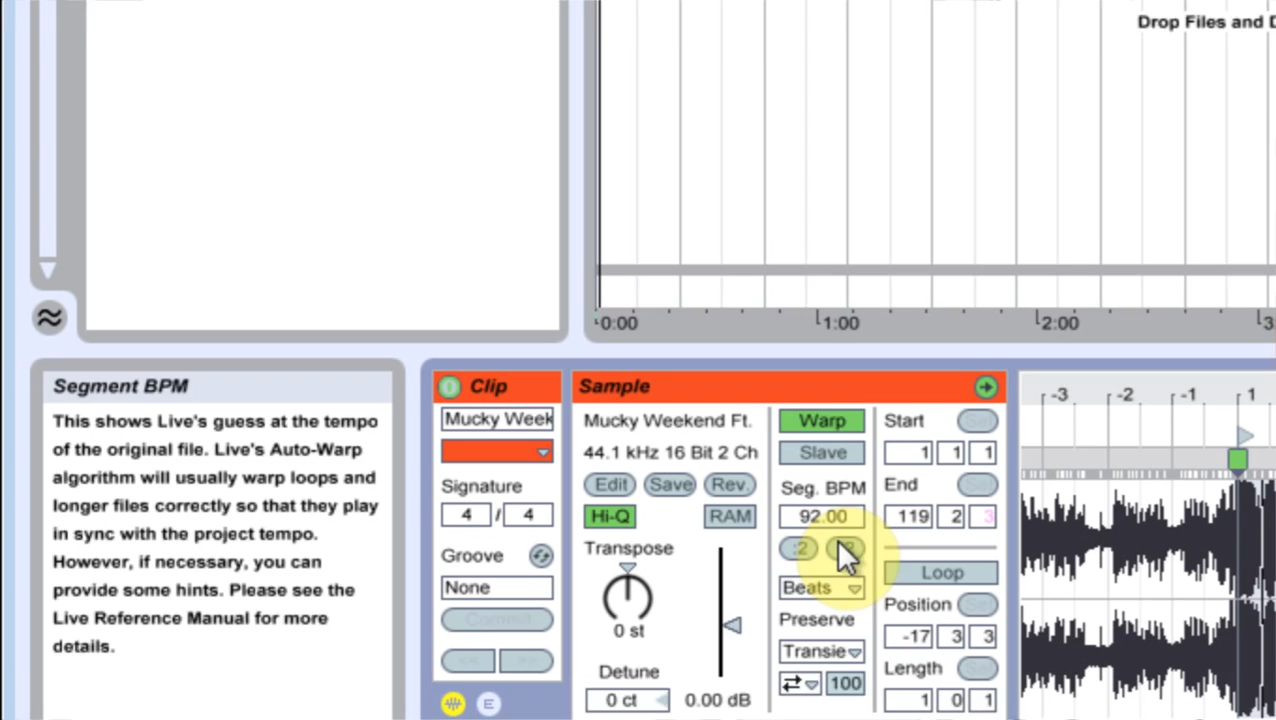 Drop Files and D
0:00
1:00
2:00
3:
Segment BPM
This shows Live's guess at the tempo
of the original file. Live's Auto-Warp
algorithm will usually warp loops and
longer files correctly so that they play
in sync with the project tempo.
However, if necessary, you can
provide some hints. Please see the
Live Reference Manual for more
details.
Clip
Mucky Week
Signature
4 / 4
Groove
None
Commit
<< >>
E
Sample
Mucky Weekend Ft.
44.1 kHz 16 Bit 2 Ch
Edit Save Rev.
Hi-Q RAM
Transpose
0 st
Detune
0 ct 0.00 dB
Warp
Slave
Seg. BPM
92.00
:2
Beats
Preserve
Transie
100
Start Set
1 1 1
End Set
119 2 3
Loop
Position Set
-17 3 3
Length Set
1 0 1
-3 -2 -1 1